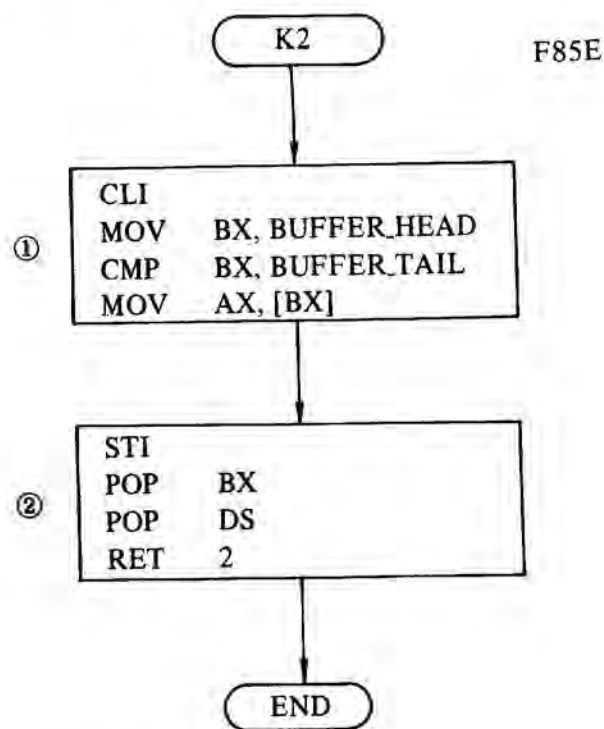 K2
F85E
①
CLI
MOV BX, BUFFER_HEAD
CMP BX, BUFFER_TAIL
MOV AX, [BX]
②
STI
POP BX
POP DS
RET 2
END